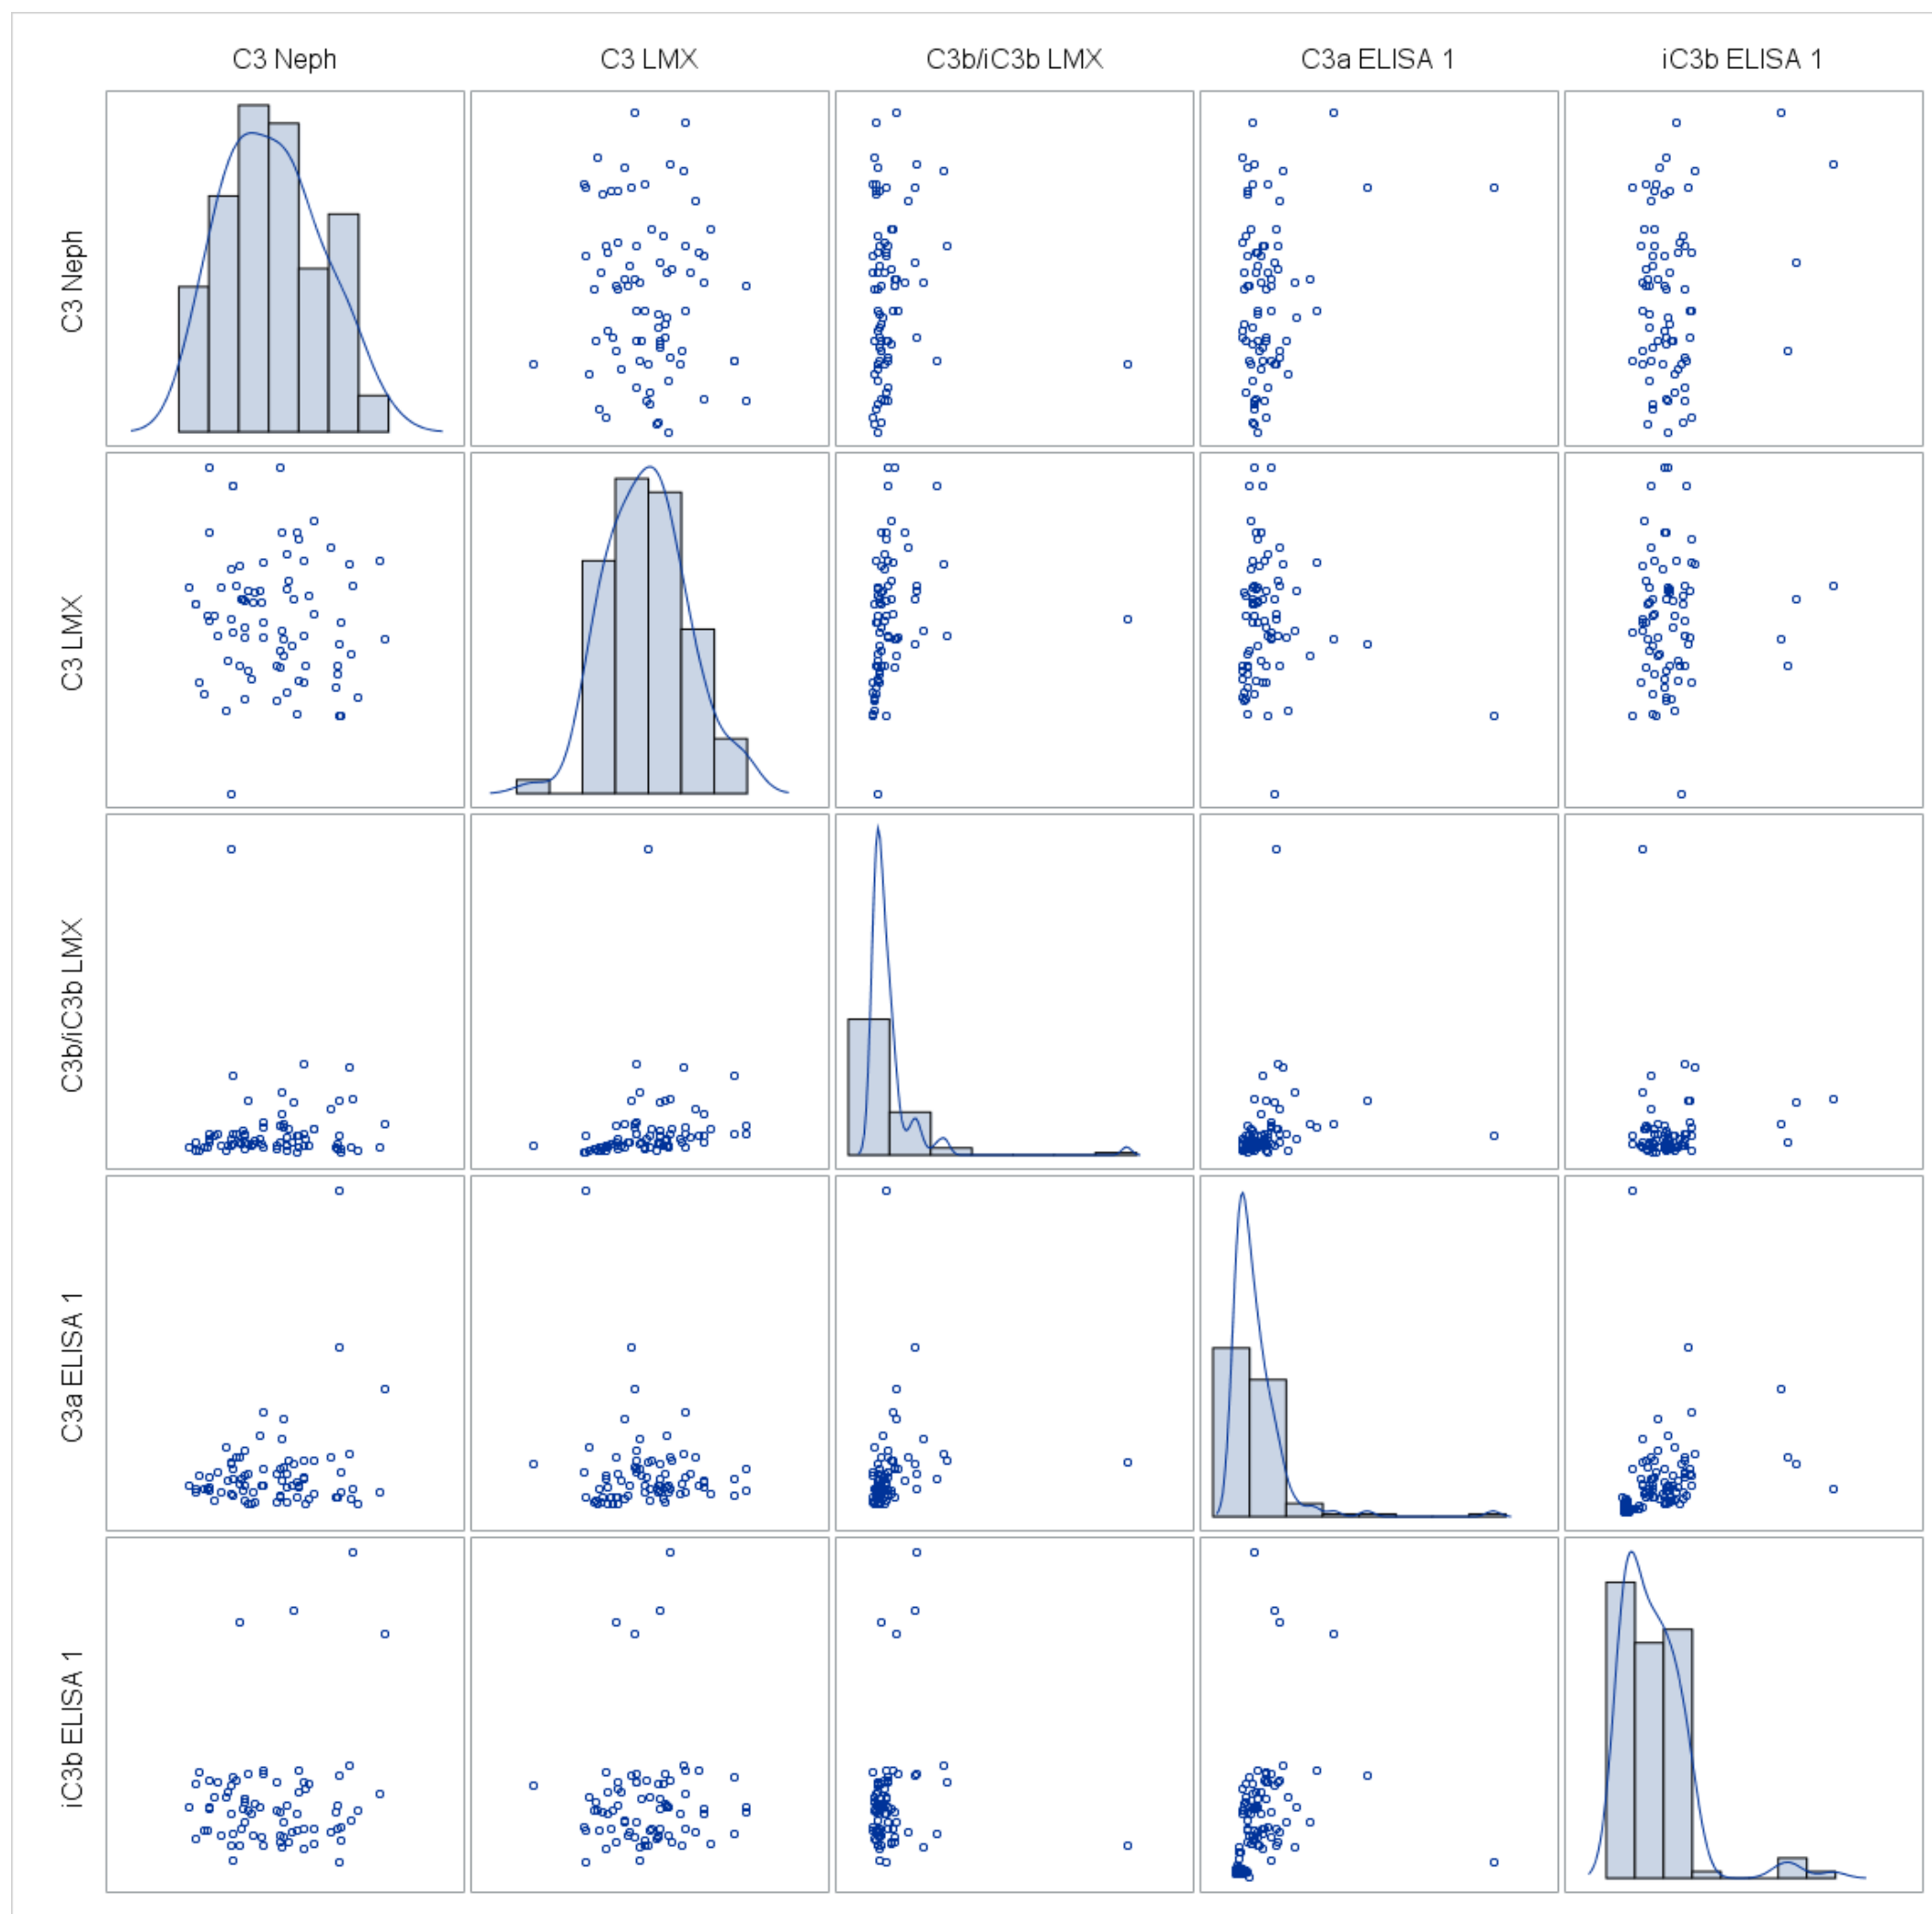 C3 Neph C3 LMX C3b/iC3b LMX C3a ELISA 1 iC3b ELISA 1
C3 Neph
C3 LMX
C3b/iC3b LMX
C3a ELISA 1
iC3b ELISA 1